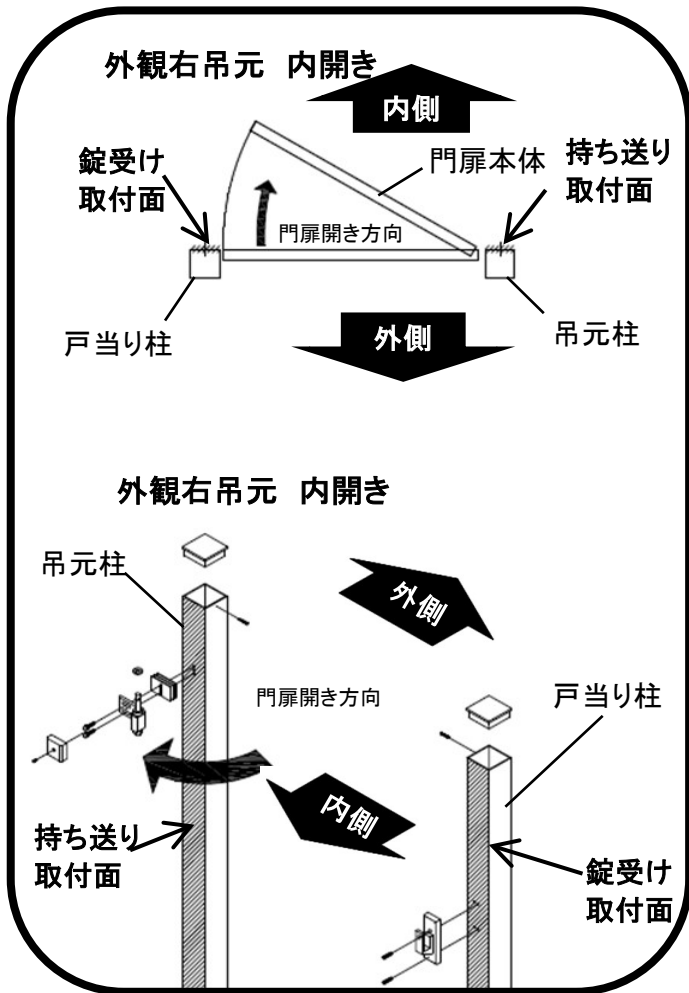 外観右吊元 内開き
内側
錠受け
取付面
門扉本体
持ち送り
取付面
門扉開き方向
戸当り柱
外側
吊元柱
外観右吊元 内開き
吊元柱
外側
門扉開き方向
戸当り柱
内側
持ち送り
取付面
錠受け
取付面